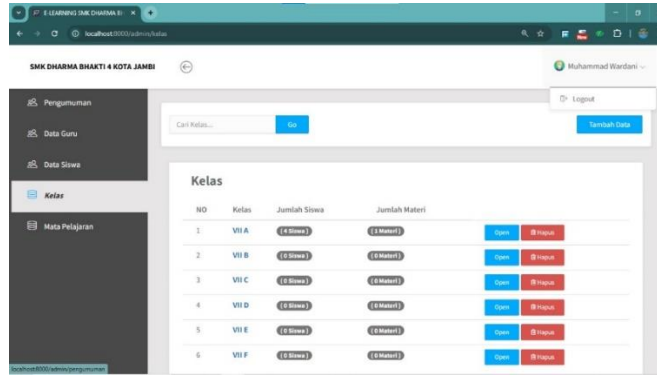 E-LEARNING SMK DHARMA B
localhost:8000/admin/kelas
SMK DHARMA BHAKTI 4 KOTA JAMBI
Muhammad Wardani
Logout
Pengumuman
Data Guru
Data Siswa
Kelas
Mata Pelajaran
Cari Kelas...
Go
Tambah Data
Kelas
NO Kelas Jumlah Siswa Jumlah Materi
1 VII A ( 4 Siswa ) ( 1 Materi ) Open Hapus
2 VII B ( 0 Siswa ) ( 0 Materi ) Open Hapus
3 VII C ( 0 Siswa ) ( 0 Materi ) Open Hapus
4 VII D ( 0 Siswa ) ( 0 Materi ) Open Hapus
5 VII E ( 0 Siswa ) ( 0 Materi ) Open Hapus
6 VII F ( 0 Siswa ) ( 0 Materi ) Open Hapus
localhost:8000/admin/pengumuman